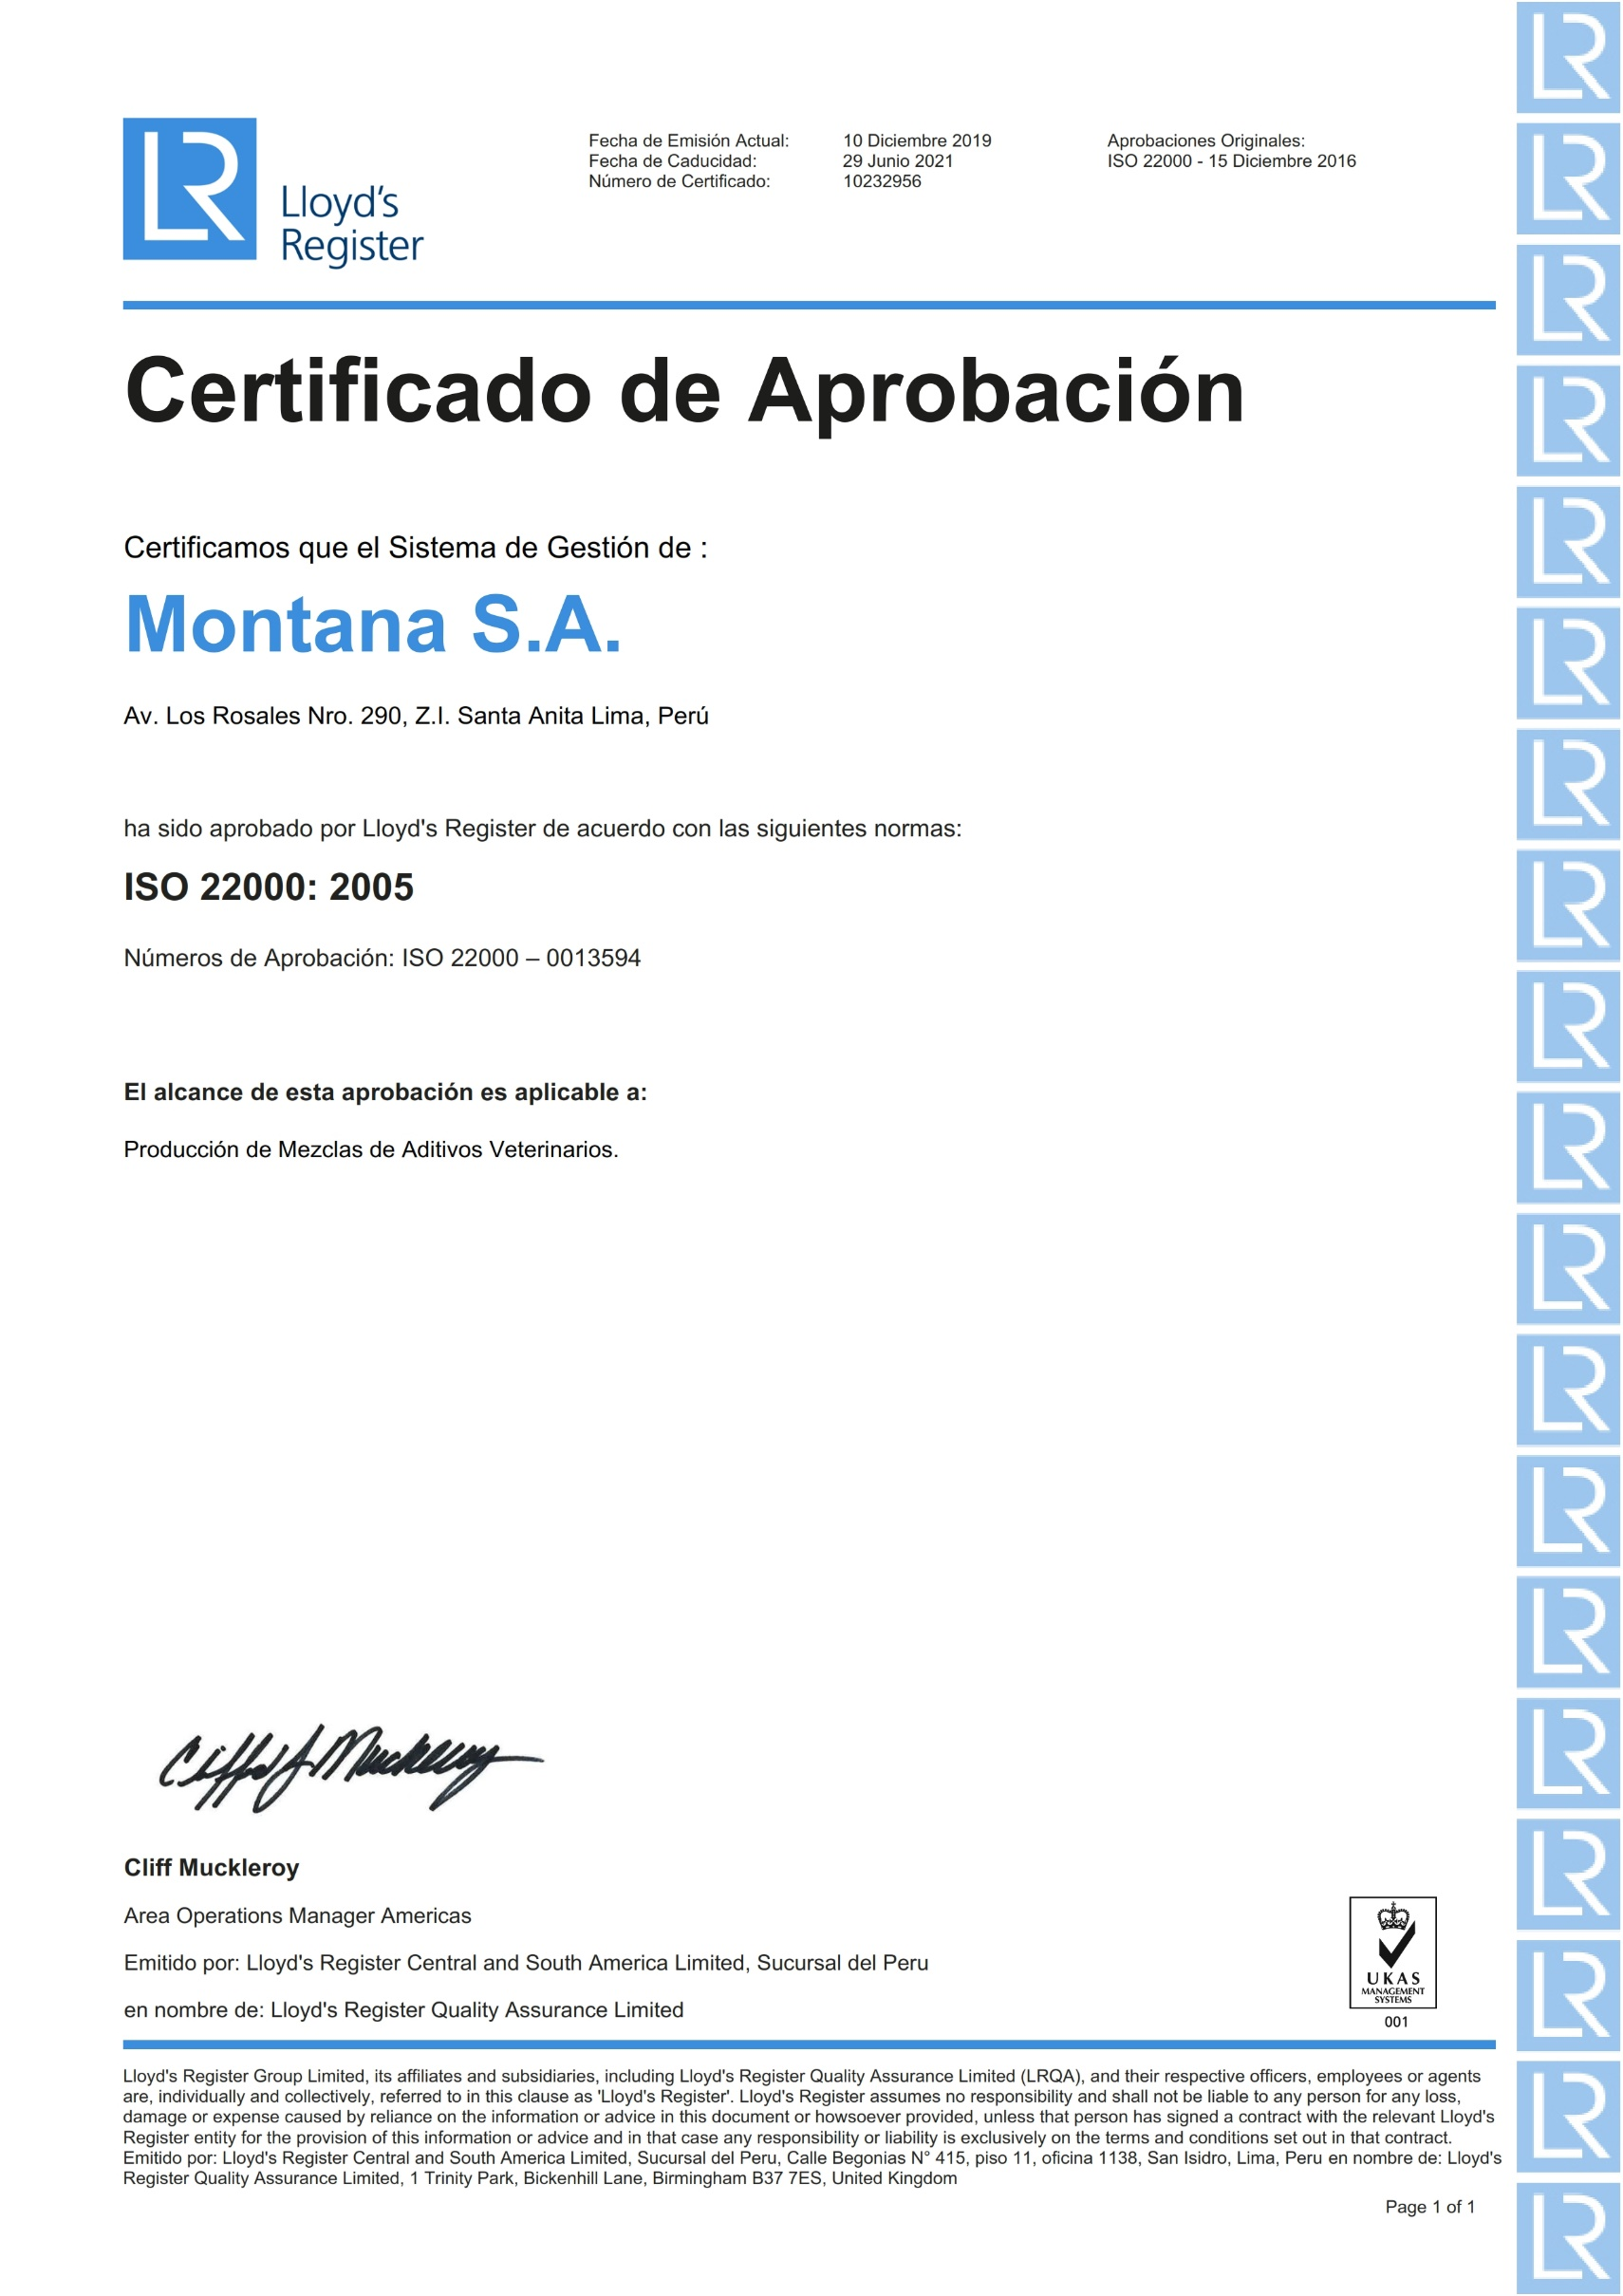 LR
Lloyd's
Register
Fecha de Emisión Actual: 10 Diciembre 2019
Fecha de Caducidad: 29 Junio 2021
Número de Certificado: 10232956
Aprobaciones Originales:
ISO 22000 - 15 Diciembre 2016
Certificado de Aprobación
Certificamos que el Sistema de Gestión de :
Montana S.A.
Av. Los Rosales Nro. 290, Z.I. Santa Anita Lima, Perú
ha sido aprobado por Lloyd's Register de acuerdo con las siguientes normas:
ISO 22000: 2005
Números de Aprobación: ISO 22000 – 0013594
El alcance de esta aprobación es aplicable a:
Producción de Mezclas de Aditivos Veterinarios.
Cliff Muckleroy
Area Operations Manager Americas
Emitido por: Lloyd's Register Central and South America Limited, Sucursal del Peru
en nombre de: Lloyd's Register Quality Assurance Limited
UKAS
MANAGEMENT
SYSTEMS
001
Lloyd's Register Group Limited, its affiliates and subsidiaries, including Lloyd's Register Quality Assurance Limited (LRQA), and their respective officers, employees or agents
are, individually and collectively, referred to in this clause as 'Lloyd's Register'. Lloyd's Register assumes no responsibility and shall not be liable to any person for any loss,
damage or expense caused by reliance on the information or advice in this document or howsoever provided, unless that person has signed a contract with the relevant Lloyd's
Register entity for the provision of this information or advice and in that case any responsibility or liability is exclusively on the terms and conditions set out in that contract.
Emitido por: Lloyd's Register Central and South America Limited, Sucursal del Peru, Calle Begonias N° 415, piso 11, oficina 1138, San Isidro, Lima, Peru en nombre de: Lloyd's
Register Quality Assurance Limited, 1 Trinity Park, Bickenhill Lane, Birmingham B37 7ES, United Kingdom
Page 1 of 1